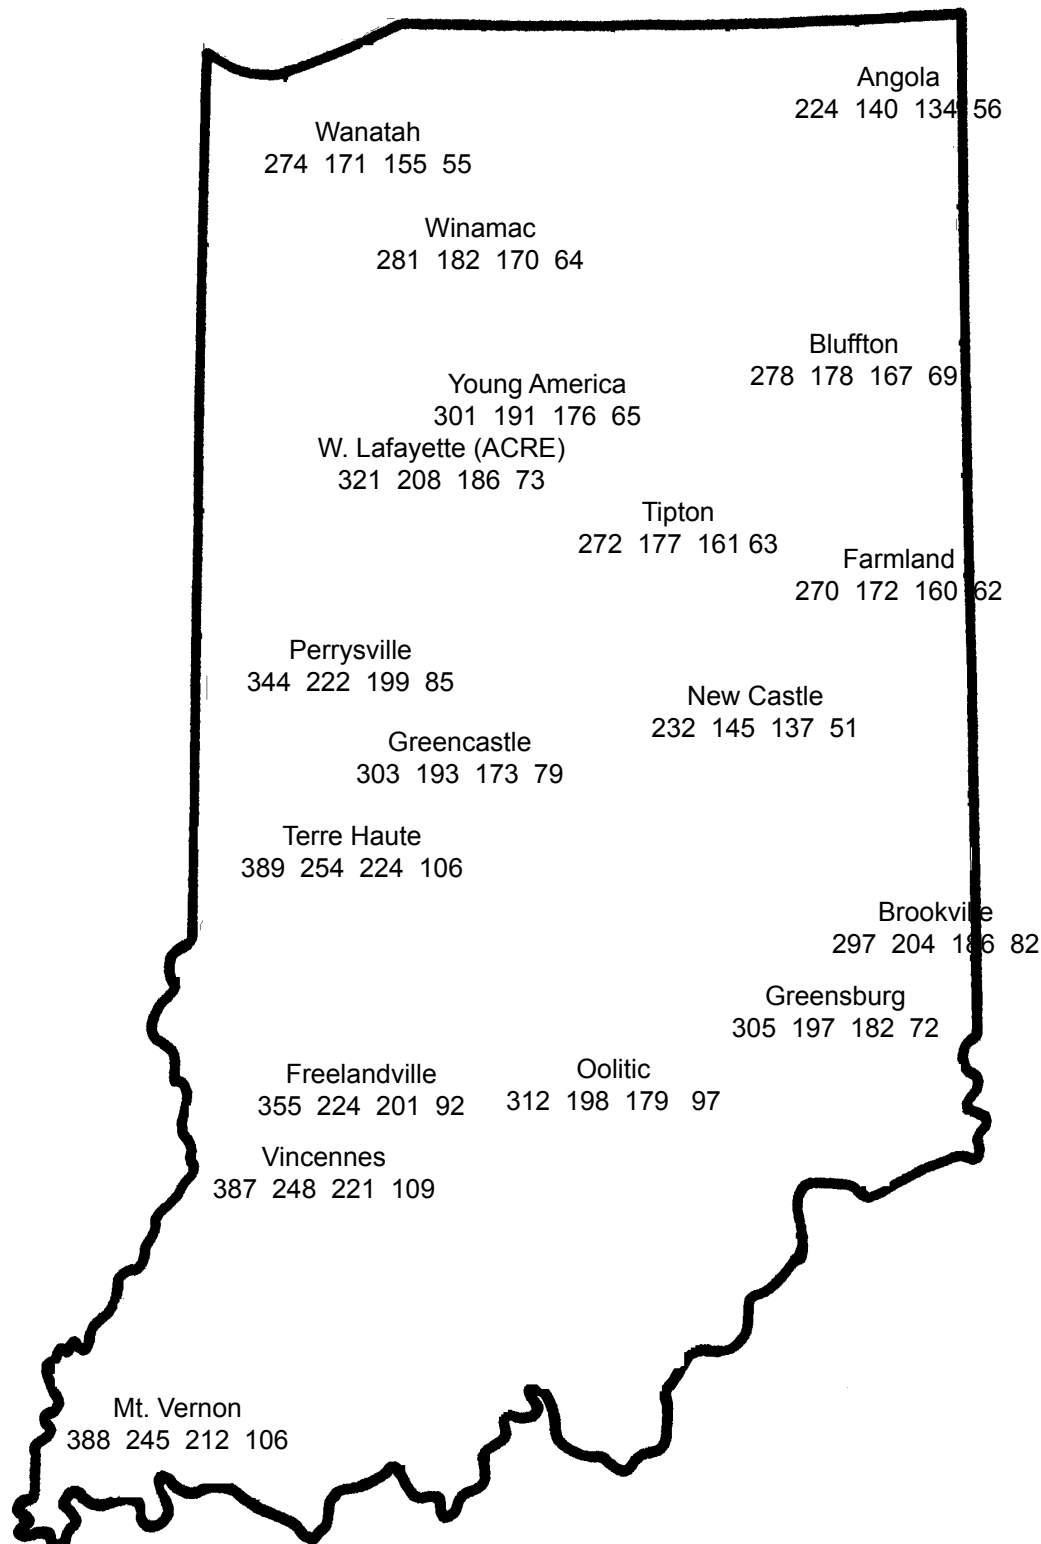 Angola
224 140 134 56
Wanatah
274 171 155 55
Winamac
281 182 170 64
Bluffton
278 178 167 69
Young America
301 191 176 65
W. Lafayette (ACRE)
321 208 186 73
Tipton
272 177 161 63
Farmland
270 172 160 62
Perrysville
344 222 199 85
New Castle
232 145 137 51
Greencastle
303 193 173 79
Terre Haute
389 254 224 106
Brookville
297 204 186 82
Greensburg
305 197 182 72
Freelandville
355 224 201 92
Oolitic
312 198 179 97
Vincennes
387 248 221 109
Mt. Vernon
388 245 212 106